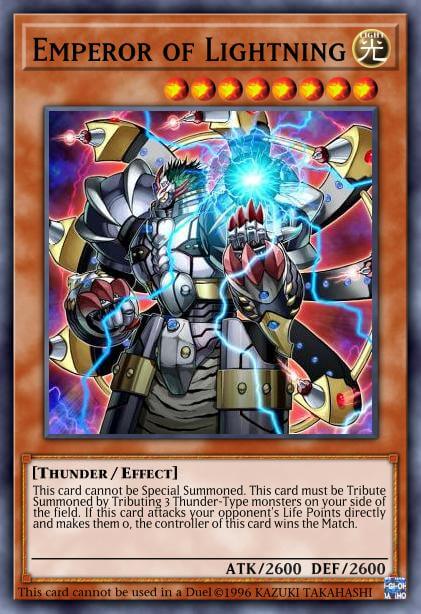 EMPEROR OF LIGHTNING
LIGHT
光
[THUNDER / EFFECT]
This card cannot be Special Summoned. This card must be Tribute
Summoned by Tributing 3 Thunder-Type monsters on your side of
the field. If this card attacks your opponent's Life Points directly
and makes them 0, the controller of this card wins the Match.
ATK/2600 DEF/2600
This card cannot be used in a Duel ©1996 KAZUKI TAKAHASHI